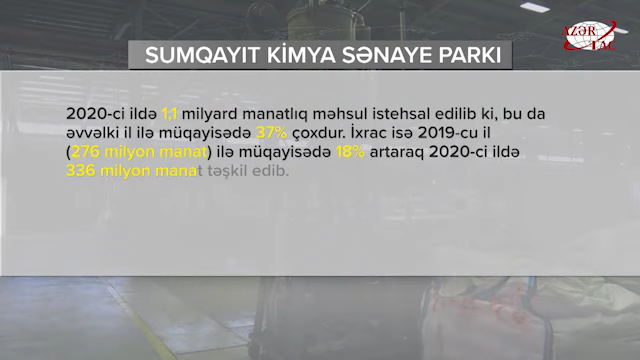 AZƏR
TAC
SUMQAYIT KİMYA SƏNAYE PARKI
2020-ci ildə 1,1 milyard manatlıq məhsul istehsal edilib ki, bu da
əvvəlki il ilə müqayisədə 37% çoxdur. İxrac isə 2019-cu il
(276 milyon manat) ilə müqayisədə 18% artaraq 2020-ci ildə
336 milyon manat təşkil edib.